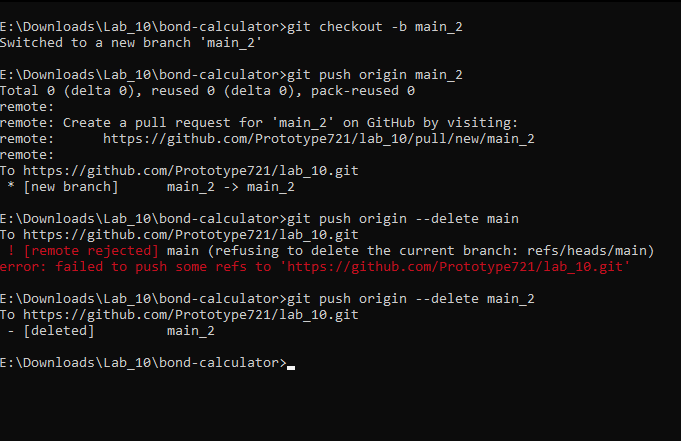 E:\Downloads\Lab_10\bond-calculator>git checkout -b main_2
Switched to a new branch 'main_2'
E:\Downloads\Lab_10\bond-calculator>git push origin main_2
Total 0 (delta 0), reused 0 (delta 0), pack-reused 0
remote:
remote: Create a pull request for 'main_2' on GitHub by visiting:
remote:      https://github.com/Prototype721/lab_10/pull/new/main_2
remote:
To https://github.com/Prototype721/lab_10.git
 * [new branch]      main_2 -> main_2
E:\Downloads\Lab_10\bond-calculator>git push origin --delete main
To https://github.com/Prototype721/lab_10.git
 ! [remote rejected] main (refusing to delete the current branch: refs/heads/main)
error: failed to push some refs to 'https://github.com/Prototype721/lab_10.git'
E:\Downloads\Lab_10\bond-calculator>git push origin --delete main_2
To https://github.com/Prototype721/lab_10.git
 - [deleted]         main_2
E:\Downloads\Lab_10\bond-calculator>